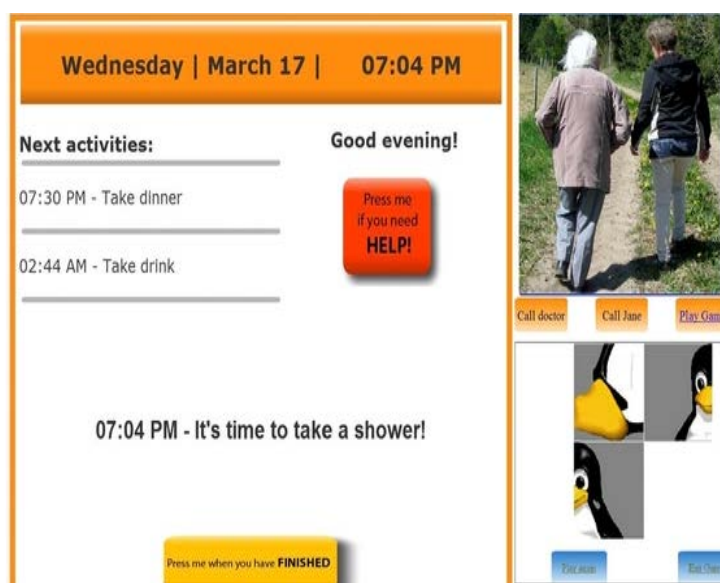 Wednesday | March 17 | 07:04 PM
Next activities:
Good evening!
07:30 PM - Take dinner
Press me
if you need
HELP!
02:44 AM - Take drink
07:04 PM - It's time to take a shower!
Press me when you have FINISHED
Call doctor
Call Jane
Play Gam